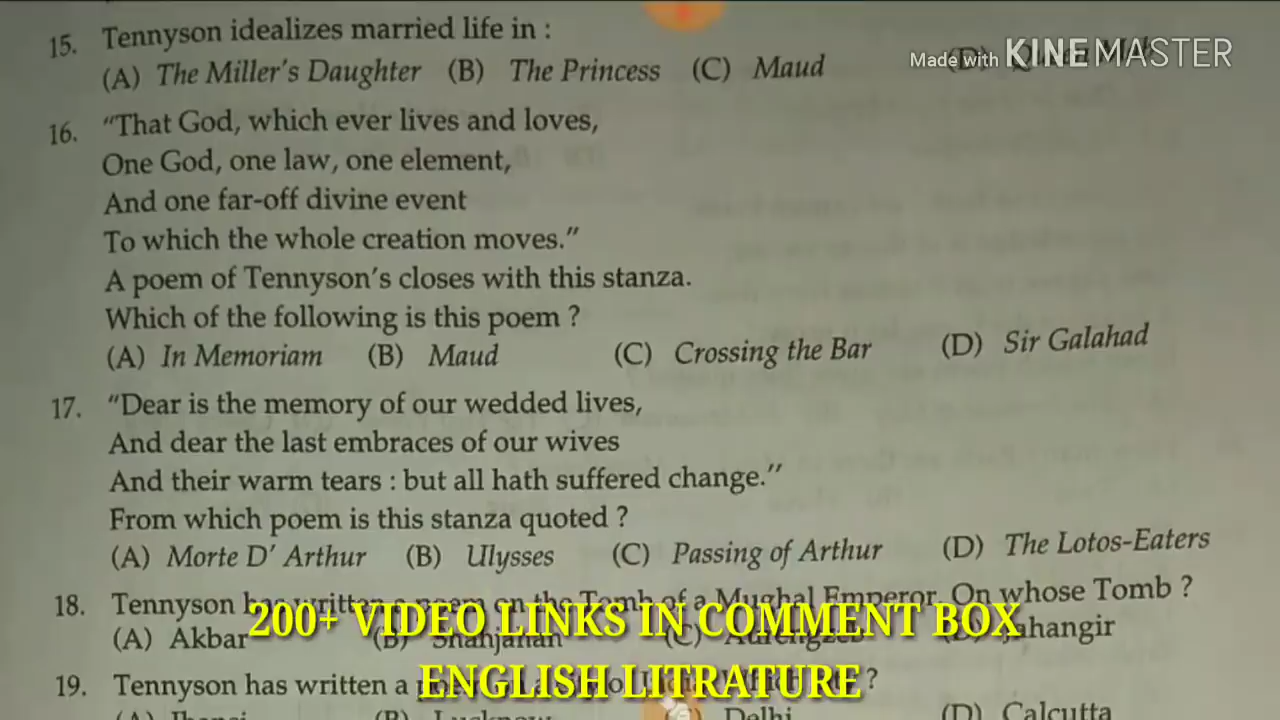 15. Tennyson idealizes married life in :
(A) The Miller's Daughter (B) The Princess (C) Maud (D)
Made with KINEMASTER
16. "That God, which ever lives and loves,
One God, one law, one element,
And one far-off divine event
To which the whole creation moves."
A poem of Tennyson's closes with this stanza.
Which of the following is this poem ?
(A) In Memoriam (B) Maud (C) Crossing the Bar (D) Sir Galahad
17. "Dear is the memory of our wedded lives,
And dear the last embraces of our wives
And their warm tears : but all hath suffered change."
From which poem is this stanza quoted ?
(A) Morte D' Arthur (B) Ulysses (C) Passing of Arthur (D) The Lotos-Eaters
18. Tennyson has written a poem on the Tomb of a Mughal Emperor. On whose Tomb ?
200+ VIDEO LINKS IN COMMENT BOX
(A) Akbar (B) Shahjahan (C) Aurengzeb (D) Jahangir
ENGLISH LITRATURE
19. Tennyson has written a ?
(A) Jhansi (B) Lucknow (C) Delhi (D) Calcutta